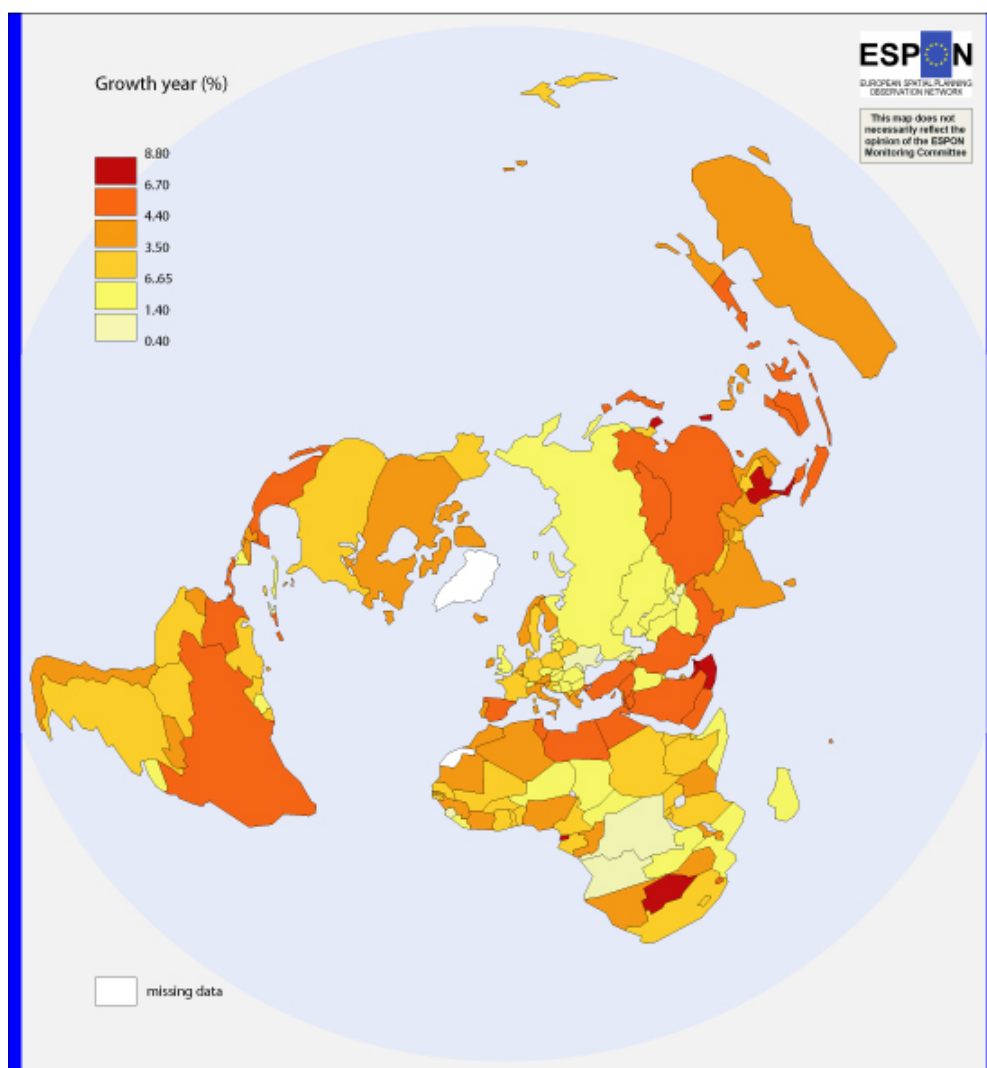 Growth year (%)
8.80
6.70
4.40
3.50
6.65
1.40
0.40
missing data
ESPON
EUROPEAN SPATIAL PLANNING
OBSERVATION NETWORK
This map does not
necessarily reflect the
opinion of the ESPON
Monitoring Committee